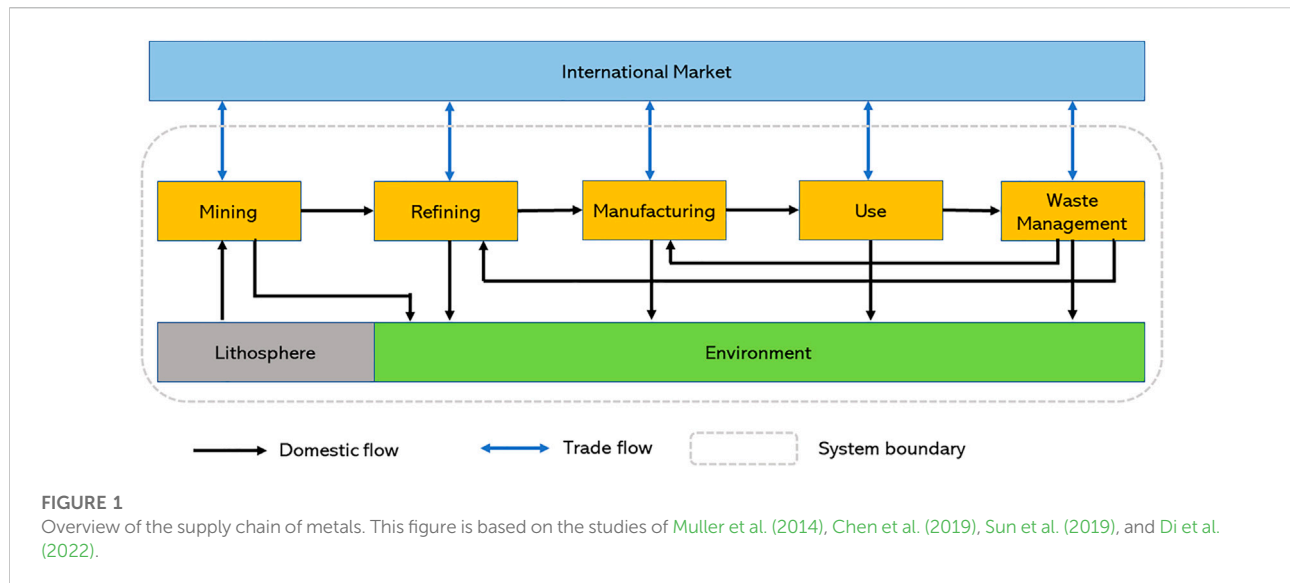 International Market
Mining
Refining
Manufacturing
Use
Waste
Management
Lithosphere
Environment
Domestic flow
Trade flow
System boundary
FIGURE 1
Overview of the supply chain of metals. This figure is based on the studies of Muller et al. (2014), Chen et al. (2019), Sun et al. (2019), and Di et al.
(2022).